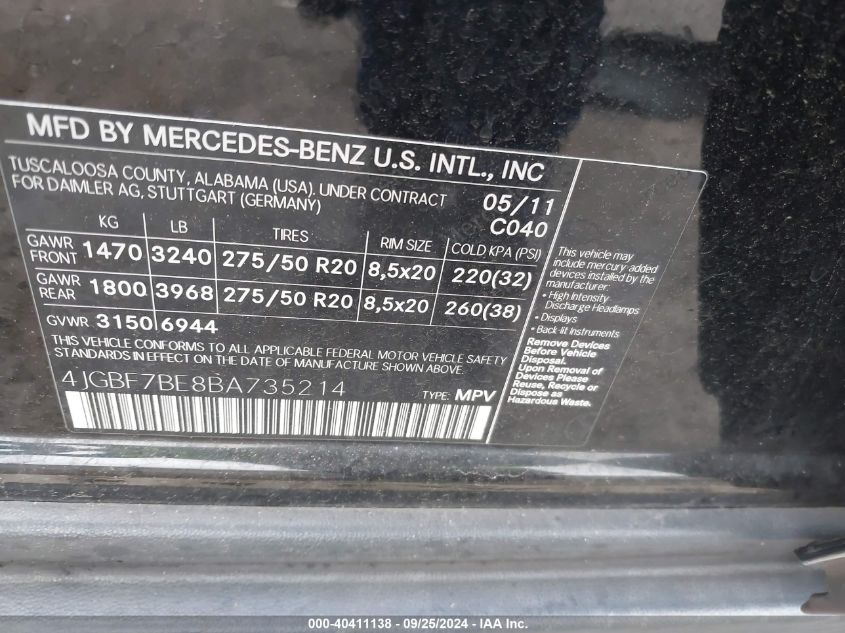 MFD BY MERCEDES-BENZ U.S. INTL., INC
TUSCALOOSA COUNTY, ALABAMA (USA), UNDER CONTRACT
FOR DAIMLER AG, STUTTGART (GERMANY)
05/11
C040
KG LB TIRES RIM SIZE COLD KPA (PSI)
GAWR FRONT 1470 3240 275/50 R20 8,5x20 220(32)
GAWR REAR 1800 3968 275/50 R20 8,5x20 260(38)
GVWR 3150 6944
THIS VEHICLE CONFORMS TO ALL APPLICABLE FEDERAL MOTOR VEHICLE SAFETY
STANDARDS IN EFFECT ON THE DATE OF MANUFACTURE SHOWN ABOVE.
4JGBF7BE8BA735214 TYPE: MPV
This vehicle may
include mercury added
devices installed by the
manufacturer:
• High Intensity
Discharge Headlamps
• Displays
• Back lit Instruments
Remove Devices
Before Vehicle
Disposal.
Upon Removal of
Devices, Please
Reuse, Recycle or
Dispose as
Hazardous Waste.
000-40411138 - 09/25/2024 - IAA Inc.